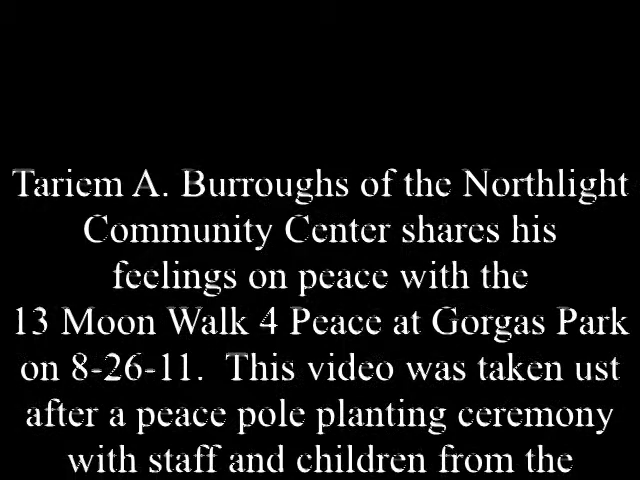 Tariem A. Burroughs of the Northlight
Community Center shares his
feelings on peace with the
13 Moon Walk 4 Peace at Gorgas Park
on 8-26-11.  This video was taken ust
after a peace pole planting ceremony
with staff and children from the